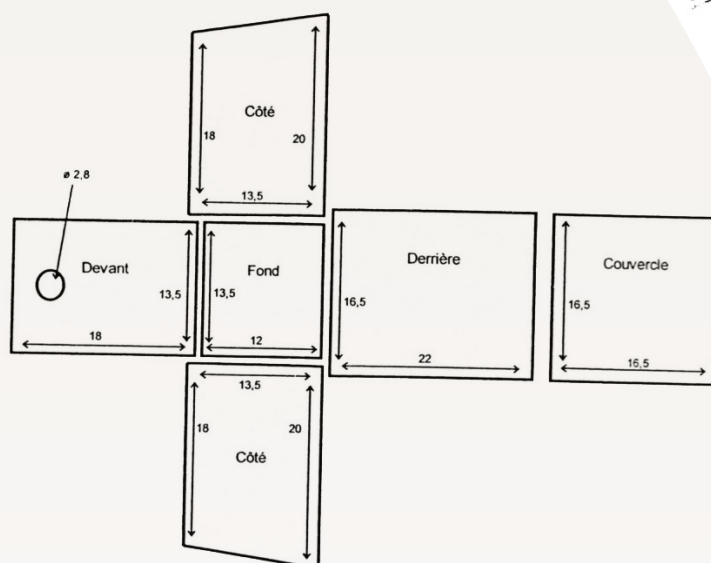 Côté
18
20
13,5
ø 2,8
Devant
13,5
18
Fond
13,5
12
Derrière
16,5
22
Couvercle
16,5
16,5
13,5
18
20
Côté